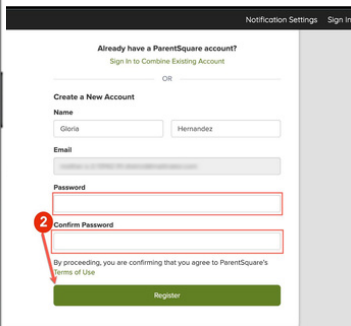 Notification Settings Sign In
Already have a ParentSquare account?
Sign In to Combine Existing Account
OR
Create a New Account
Name
Gloria Hernandez
Email
Password
2
Confirm Password
By proceeding, you are confirming that you agree to ParentSquare's
Terms of Use
Register